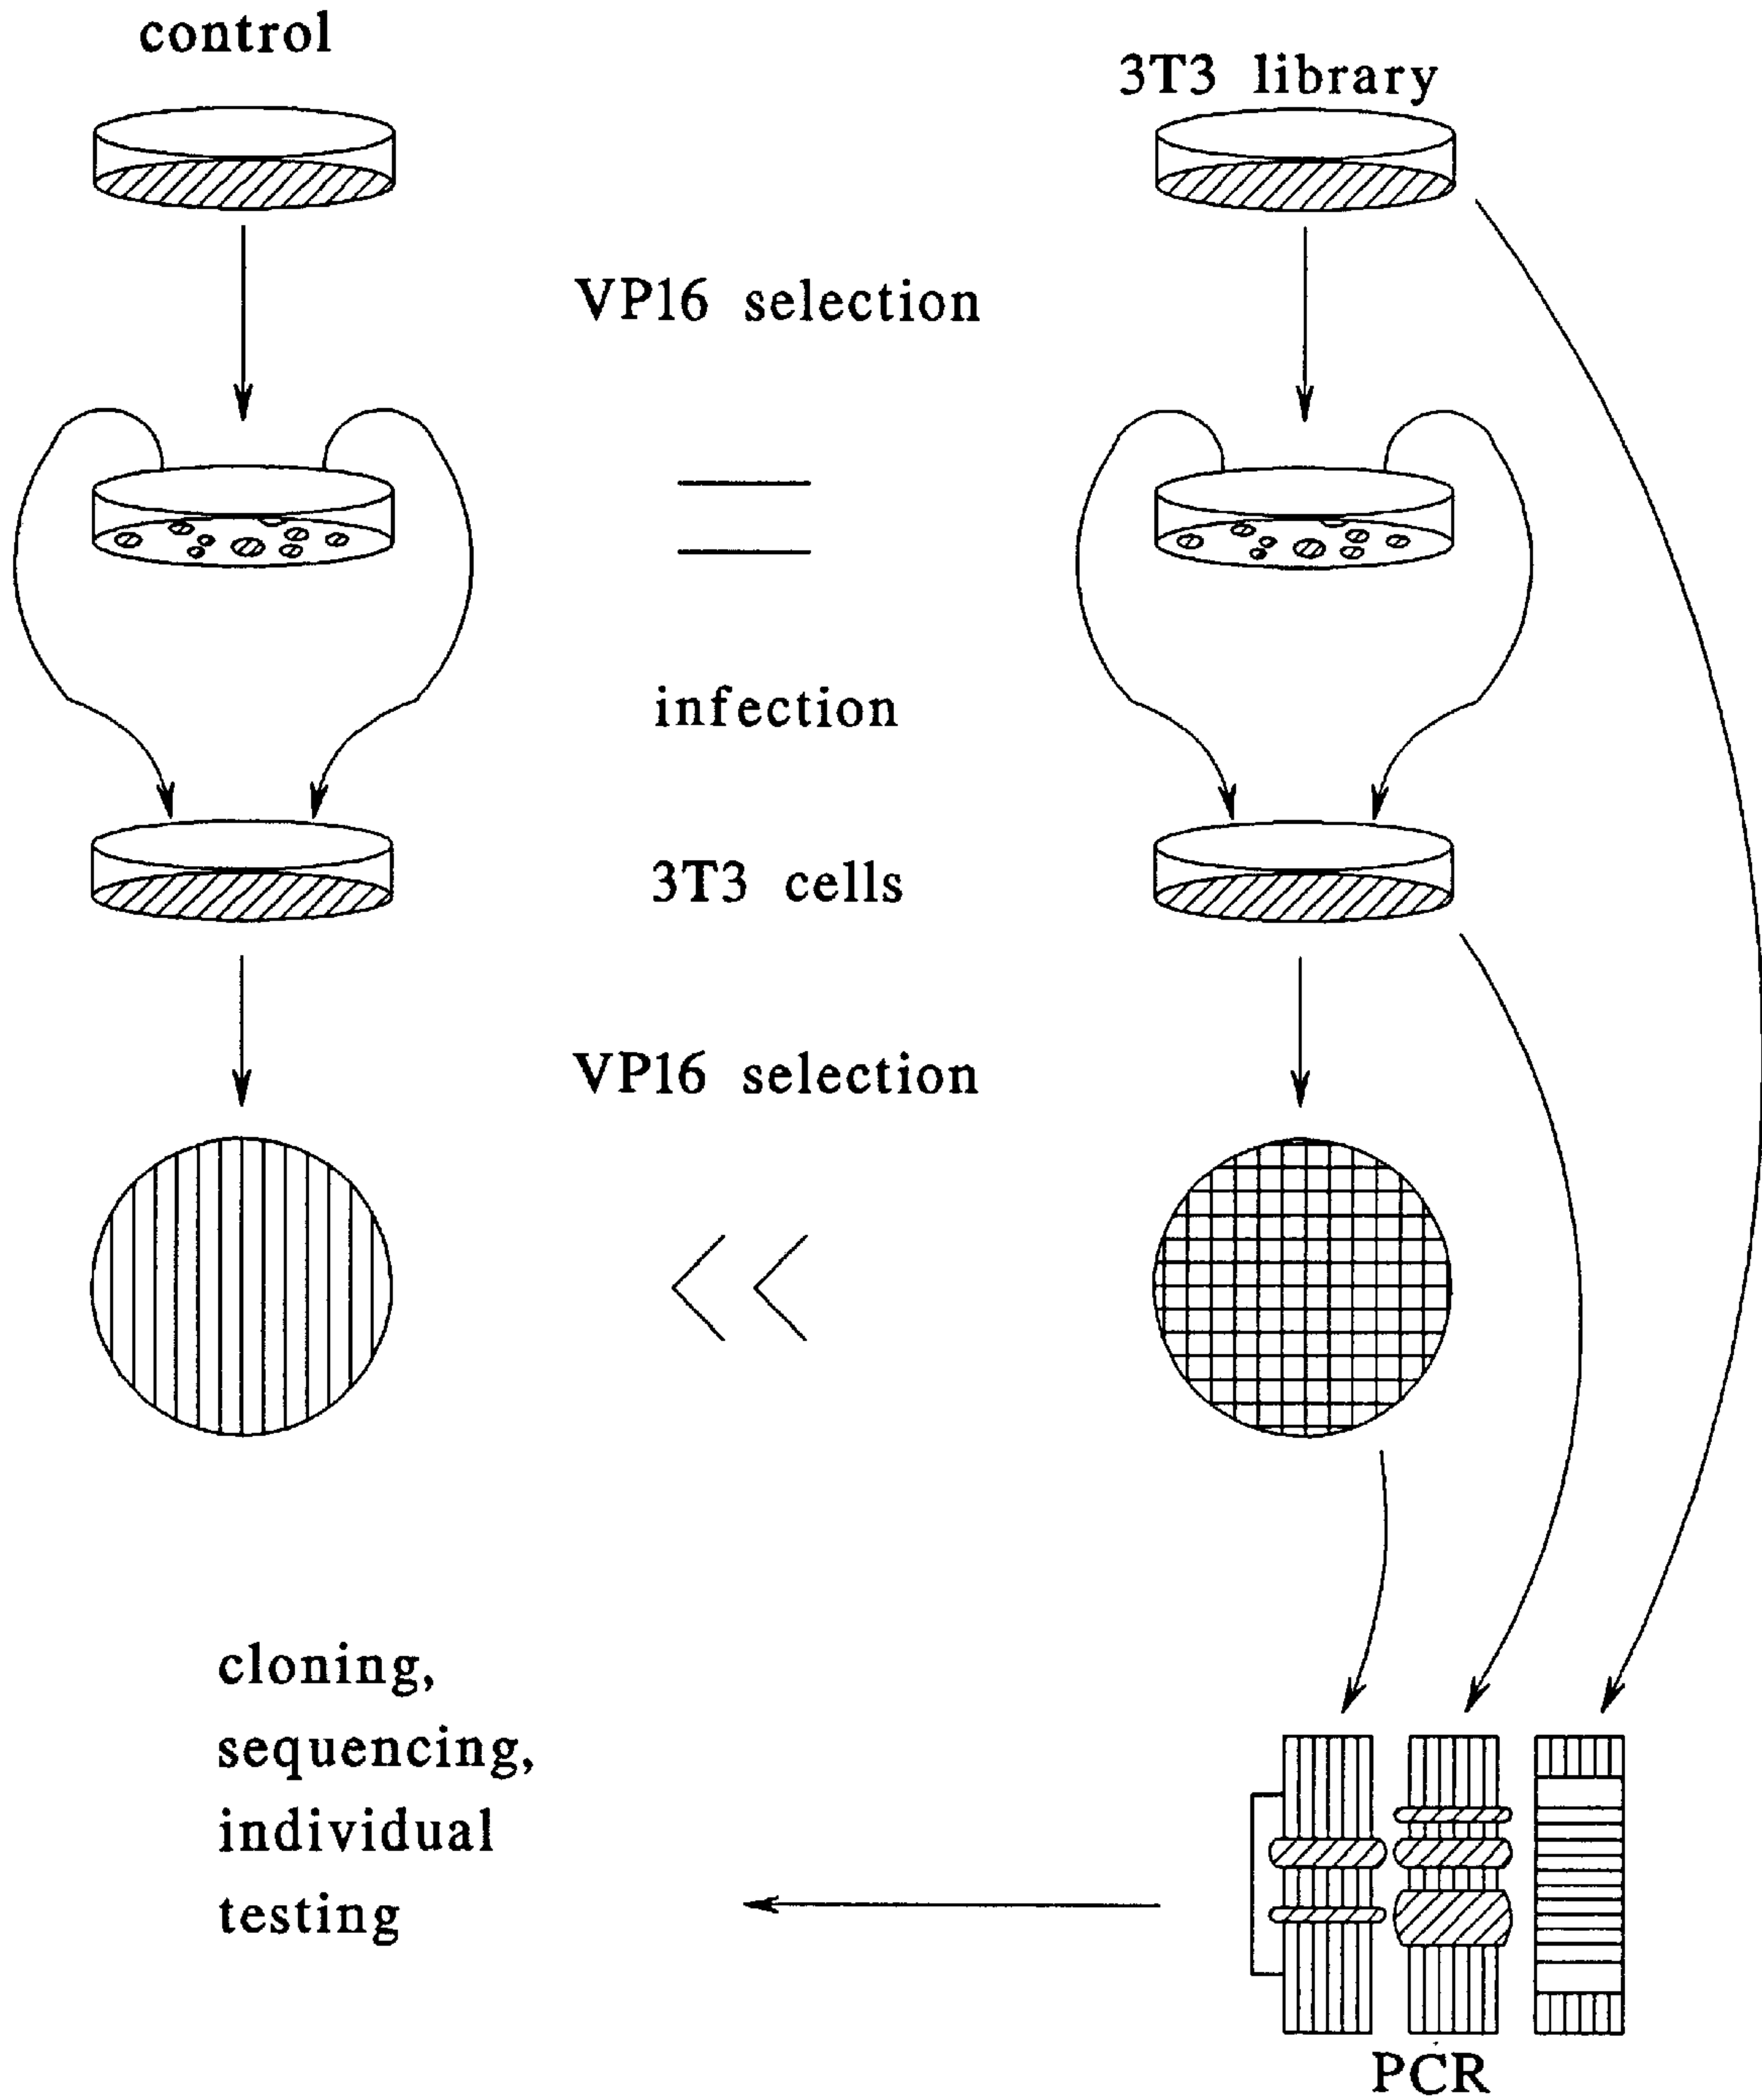 control
3T3 library
VP16 selection
infection
3T3 cells
VP16 selection
cloning,
sequencing,
individual
testing
PCR